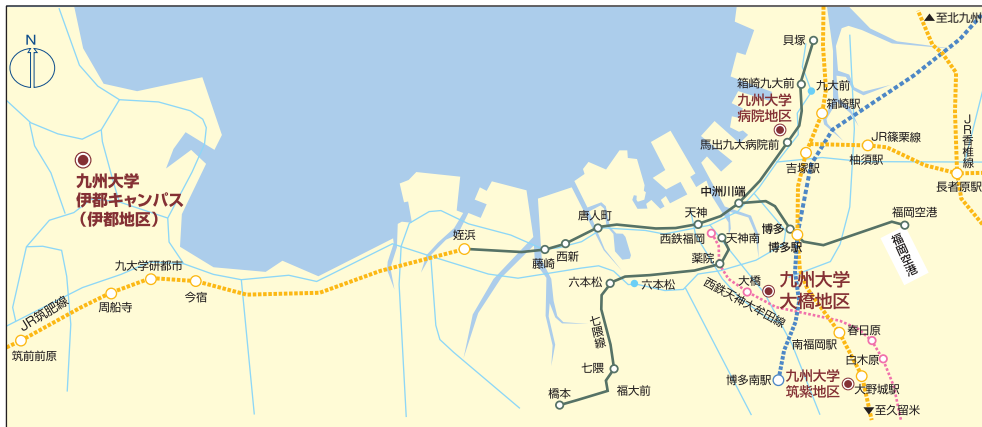 N
▲至北九州
貝塚
箱崎九大前
九大前
九州大学
病院地区
箱崎駅
馬出九大病院前
JR篠栗線
JR香椎線
柚須駅
吉塚駅
長者原駅
九州大学
伊都キャンパス
（伊都地区）
中洲川端
唐人町
天神
福岡空港
博多
西鉄福岡
天神南
博多駅
姪浜
西新
藤崎
薬院
福岡空港
九大学研都市
今宿
六本松
六本松
大橋
九州大学
大橋地区
周船寺
JR筑肥線
西鉄天神大牟田線
七隈線
春日原
南福岡駅
筑前前原
白木原
七隈
福大前
橋本
博多南駅
九州大学
筑紫地区
大野城駅
▼至久留米